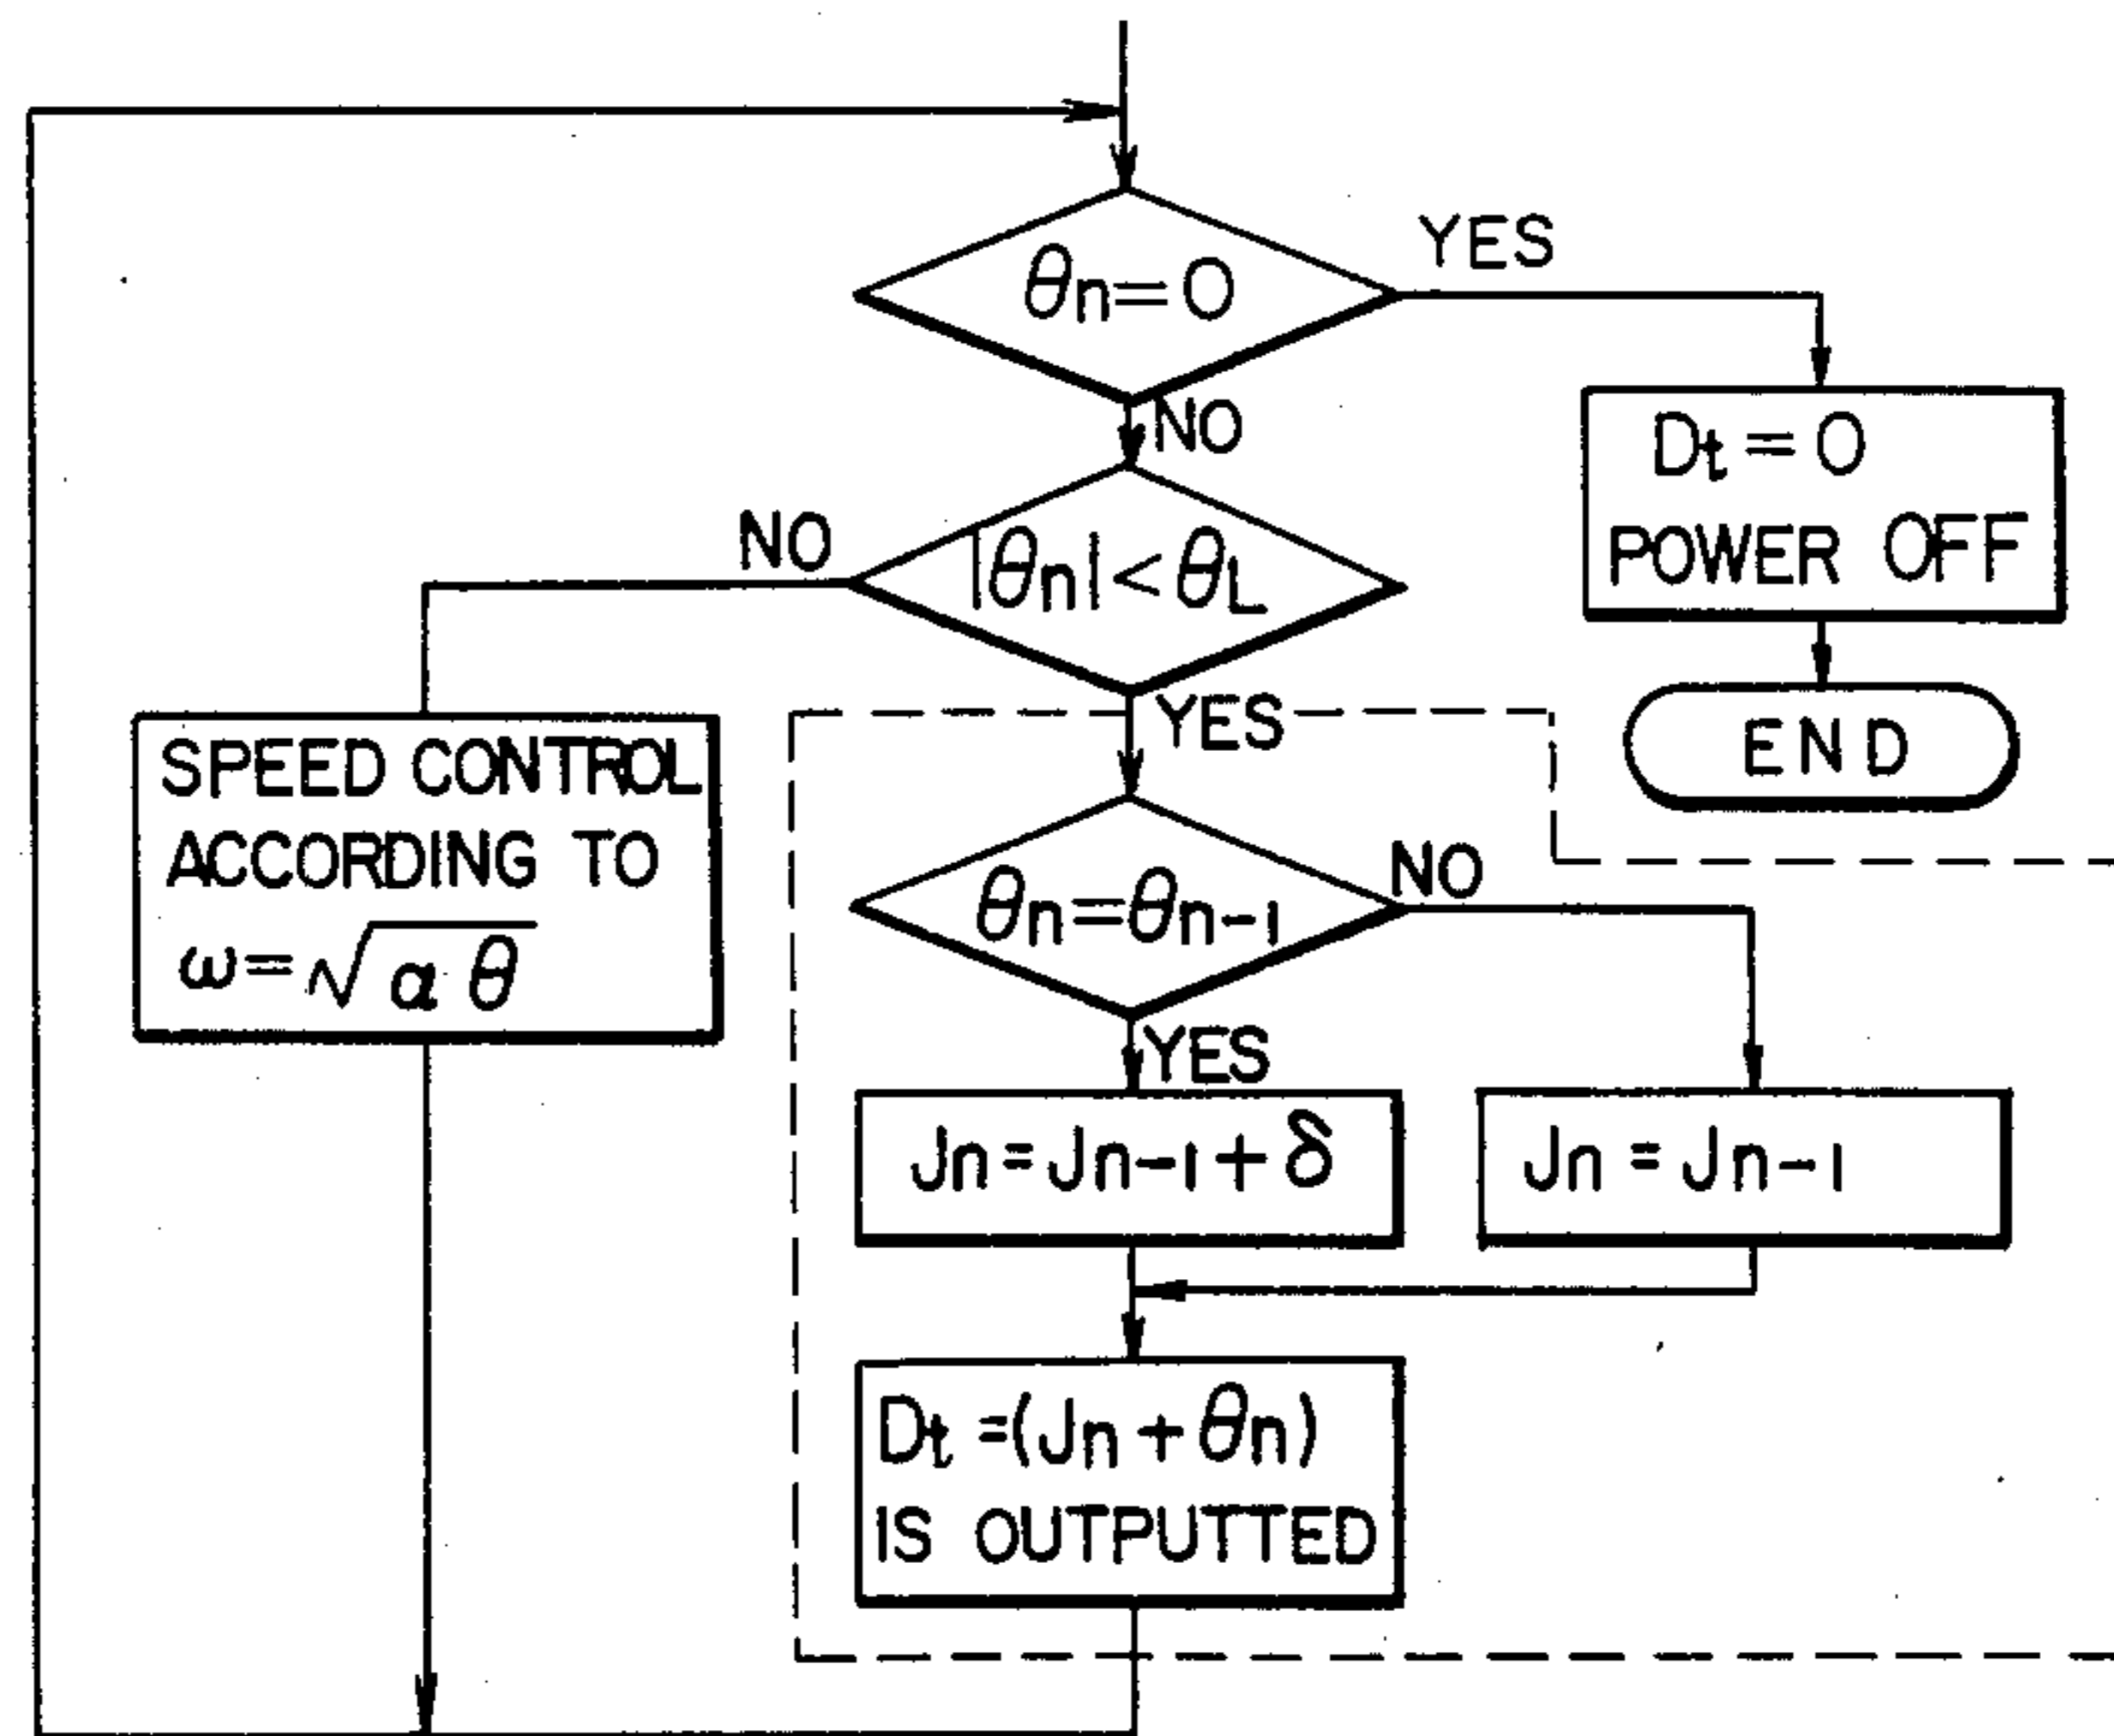 θn=0
YES
NO
Dt=0
POWER OFF
END
|θn|<θL
NO
YES
SPEED CONTROL
ACCORDING TO
ω=√αθ
θn=θn-1
NO
YES
Jn=Jn-1+δ
Jn=Jn-1
Dt=(Jn+θn)
IS OUTPUTTED